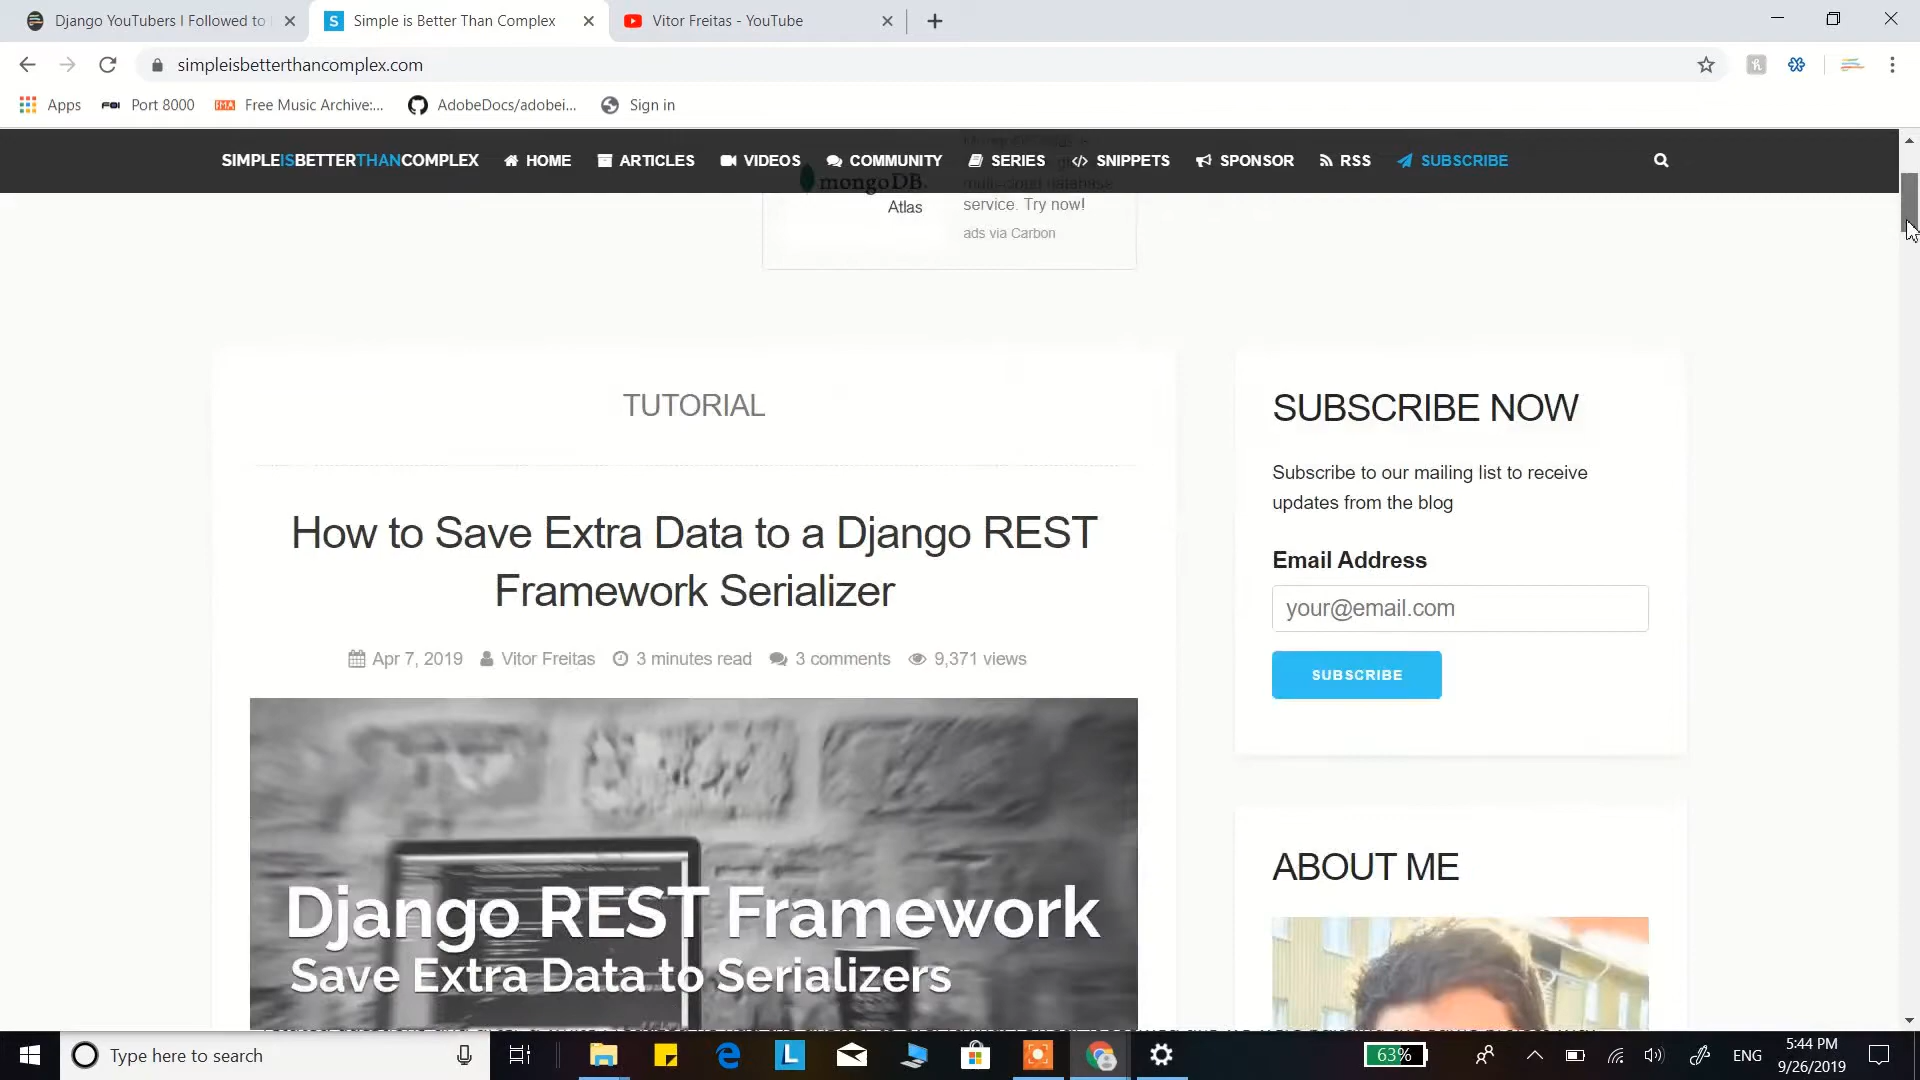 Django YouTubers I Followed to
Simple is Better Than Complex
Vitor Freitas - YouTube
simpleisbetterthancomplex.com
Apps
Port 8000
Free Music Archive:...
AdobeDocs/adobei...
Sign in
SIMPLEISBETTERTHANCOMPLEX
HOME
ARTICLES
VIDEOS
COMMUNITY
SERIES
SNIPPETS
SPONSOR
RSS
SUBSCRIBE
mongoDB.
Atlas
multi-cloud database
service. Try now!
ads via Carbon
TUTORIAL
How to Save Extra Data to a Django REST
Framework Serializer
Apr 7, 2019 Vitor Freitas 3 minutes read 3 comments 9,371 views
Django REST Framework
Save Extra Data to Serializers
SUBSCRIBE NOW
Subscribe to our mailing list to receive
updates from the blog
Email Address
your@email.com
SUBSCRIBE
ABOUT ME
Type here to search
63%
ENG
5:44 PM
9/26/2019